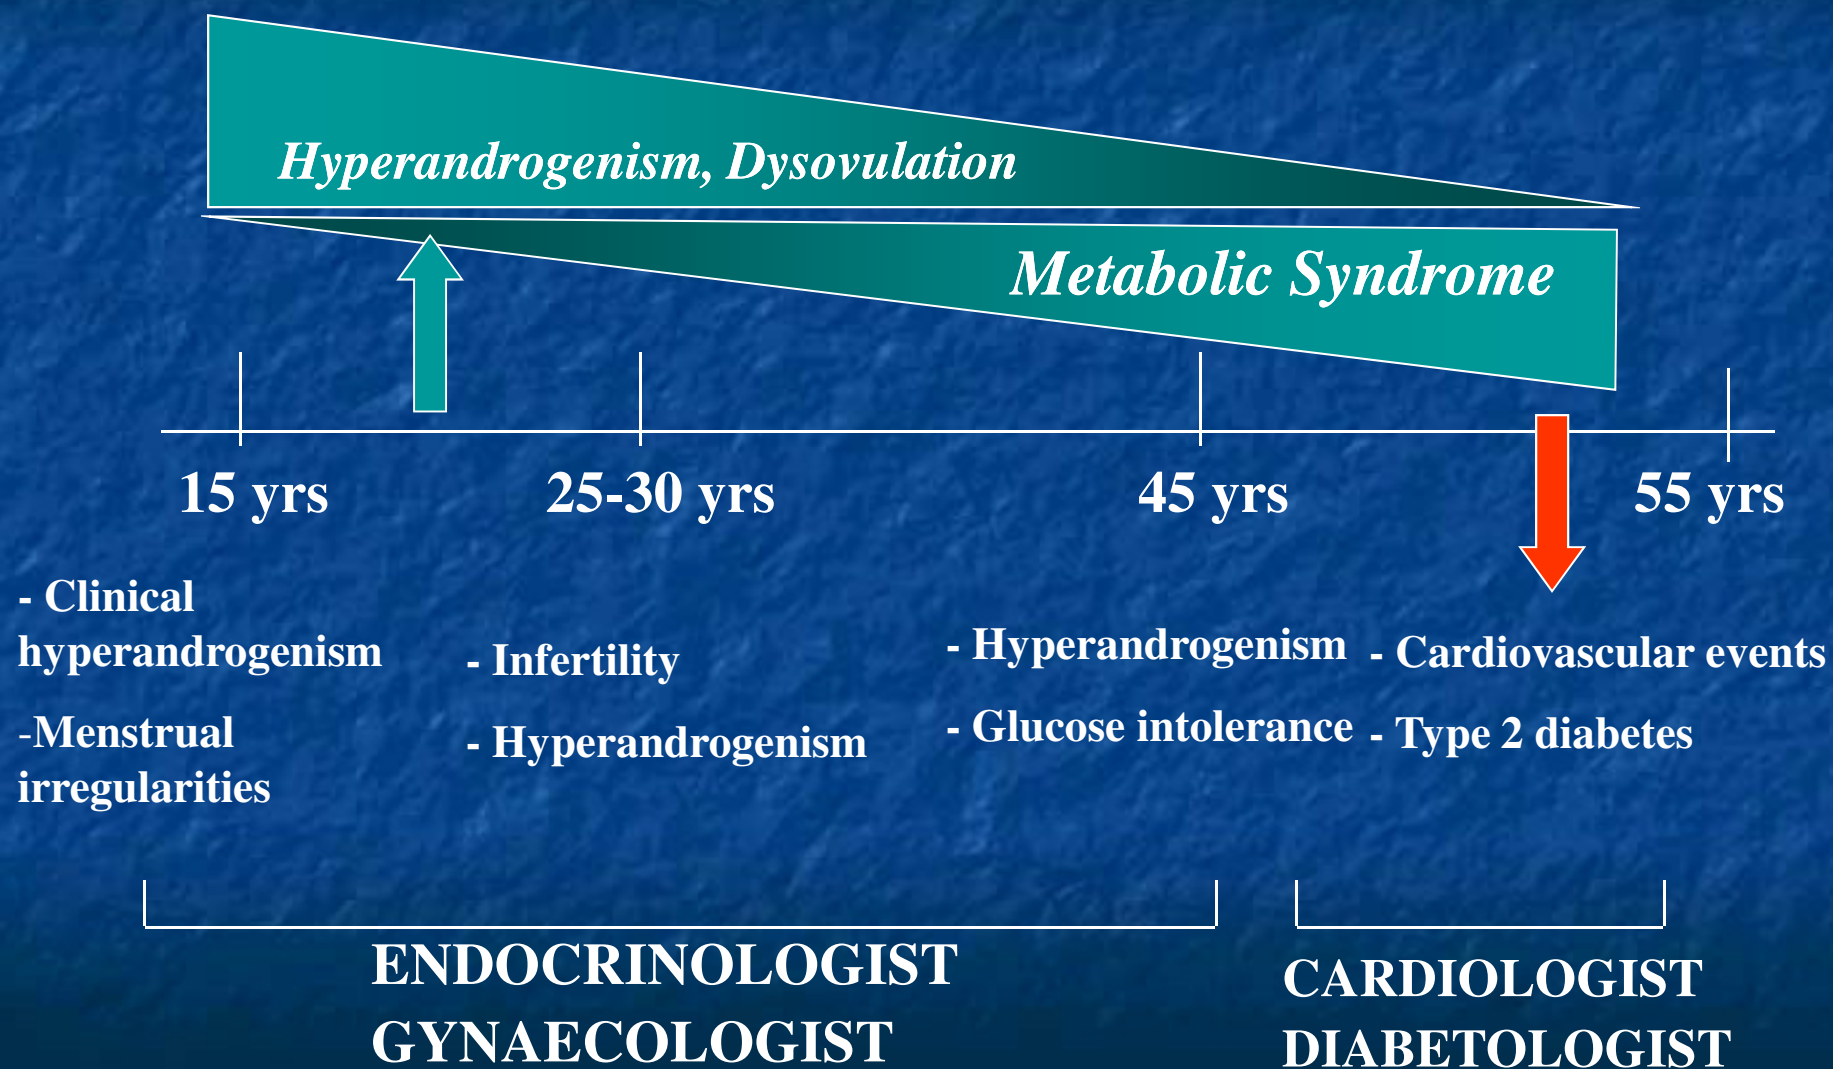 Hyperandrogenism, Dysovulation
Metabolic Syndrome
15 yrs
25-30 yrs
45 yrs
55 yrs
- Clinical
hyperandrogenism
-Menstrual
irregularities
- Infertility
- Hyperandrogenism
- Hyperandrogenism
- Glucose intolerance
- Cardiovascular events
- Type 2 diabetes
ENDOCRINOLOGIST
GYNAECOLOGIST
CARDIOLOGIST
DIABETOLOGIST